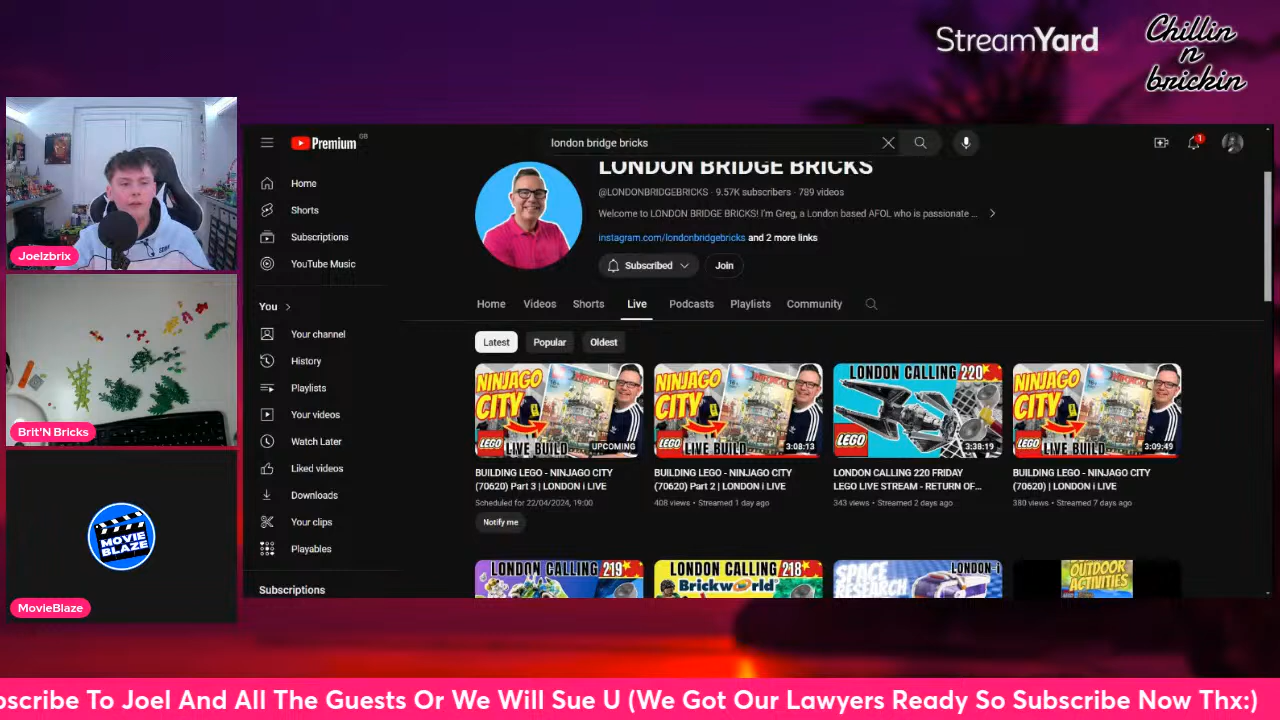 StreamYard
Chillin
n
brickin
Joelzbrix
Brit'N Bricks
MOVIE
BLAZE
MovieBlaze
Premium GB
london bridge bricks
1
Home
Shorts
Subscriptions
YouTube Music
You
Your channel
History
Playlists
Your videos
Watch Later
Liked videos
Downloads
Your clips
Playables
Subscriptions
LONDON BRIDGE BRICKS
@LONDONBRIDGEBRICKS · 9.57K subscribers · 789 videos
Welcome to LONDON BRIDGE BRICKS! I'm Greg, a London based AFOL who is passionate ...
instagram.com/londonbridgebricks and 2 more links
Subscribed
Join
Home Videos Shorts Live Podcasts Playlists Community
Latest Popular Oldest
NINJAGO
CITY
LEGO LIVE BUILD
UPCOMING
BUILDING LEGO - NINJAGO CITY
(70620) Part 3 | LONDON i LIVE
Scheduled for 22/04/2024, 19:00
Notify me
NINJAGO
CITY
LEGO LIVE BUILD
3:08:13
BUILDING LEGO - NINJAGO CITY
(70620) Part 2 | LONDON i LIVE
408 views · Streamed 1 day ago
LONDON CALLING 220
LEGO
3:38:19
LONDON CALLING 220 FRIDAY
LEGO LIVE STREAM - RETURN OF...
343 views · Streamed 2 days ago
NINJAGO
CITY
LEGO LIVE BUILD
3:09:49
BUILDING LEGO - NINJAGO CITY
(70620) | LONDON i LIVE
380 views · Streamed 7 days ago
LONDON CALLING 219
LONDON CALLING 218
Brickworld
SPACE
RESEARCH
LONDON-i
OUTDOOR
ACTIVITIES
bscribe To Joel And All The Guests Or We Will Sue U (We Got Our Lawyers Ready So Subscribe Now Thx:)